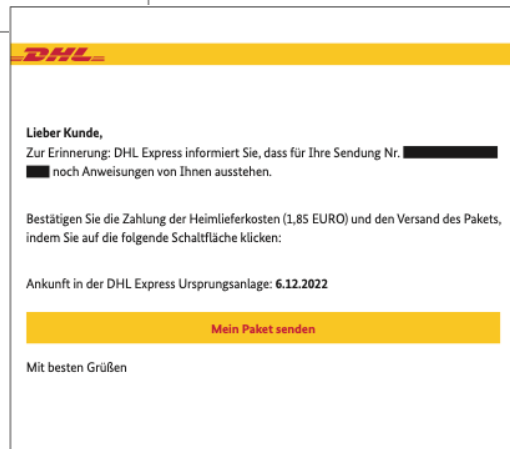 DHL
Lieber Kunde,
Zur Erinnerung: DHL Express informiert Sie, dass für Ihre Sendung Nr.
noch Anweisungen von Ihnen ausstehen.
Bestätigen Sie die Zahlung der Heimlieferkosten (1,85 EURO) und den Versand des Pakets,
indem Sie auf die folgende Schaltfläche klicken:
Ankunft in der DHL Express Ursprungsanlage: 6.12.2022
Mein Paket senden
Mit besten Grüßen